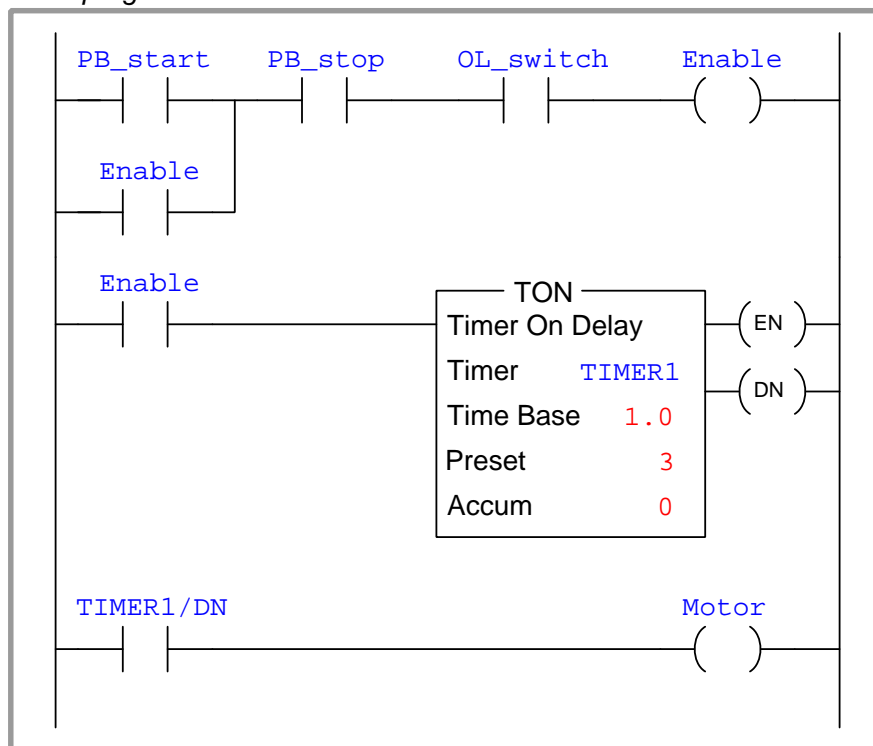 PB_start PB_stop OL_switch Enable
Enable
Enable
TON
Timer On Delay
EN
Timer TIMER1
DN
Time Base 1.0
Preset 3
Accum 0
TIMER1/DN Motor